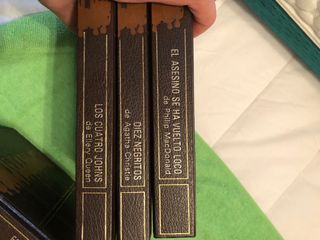 LOS CUATRO JOHNS
de Ellery Queen
DIEZ NEGRITOS
de Agatha Christie
EL ASESINO SE HA VUELTO LOCO
de Philip MacDonald